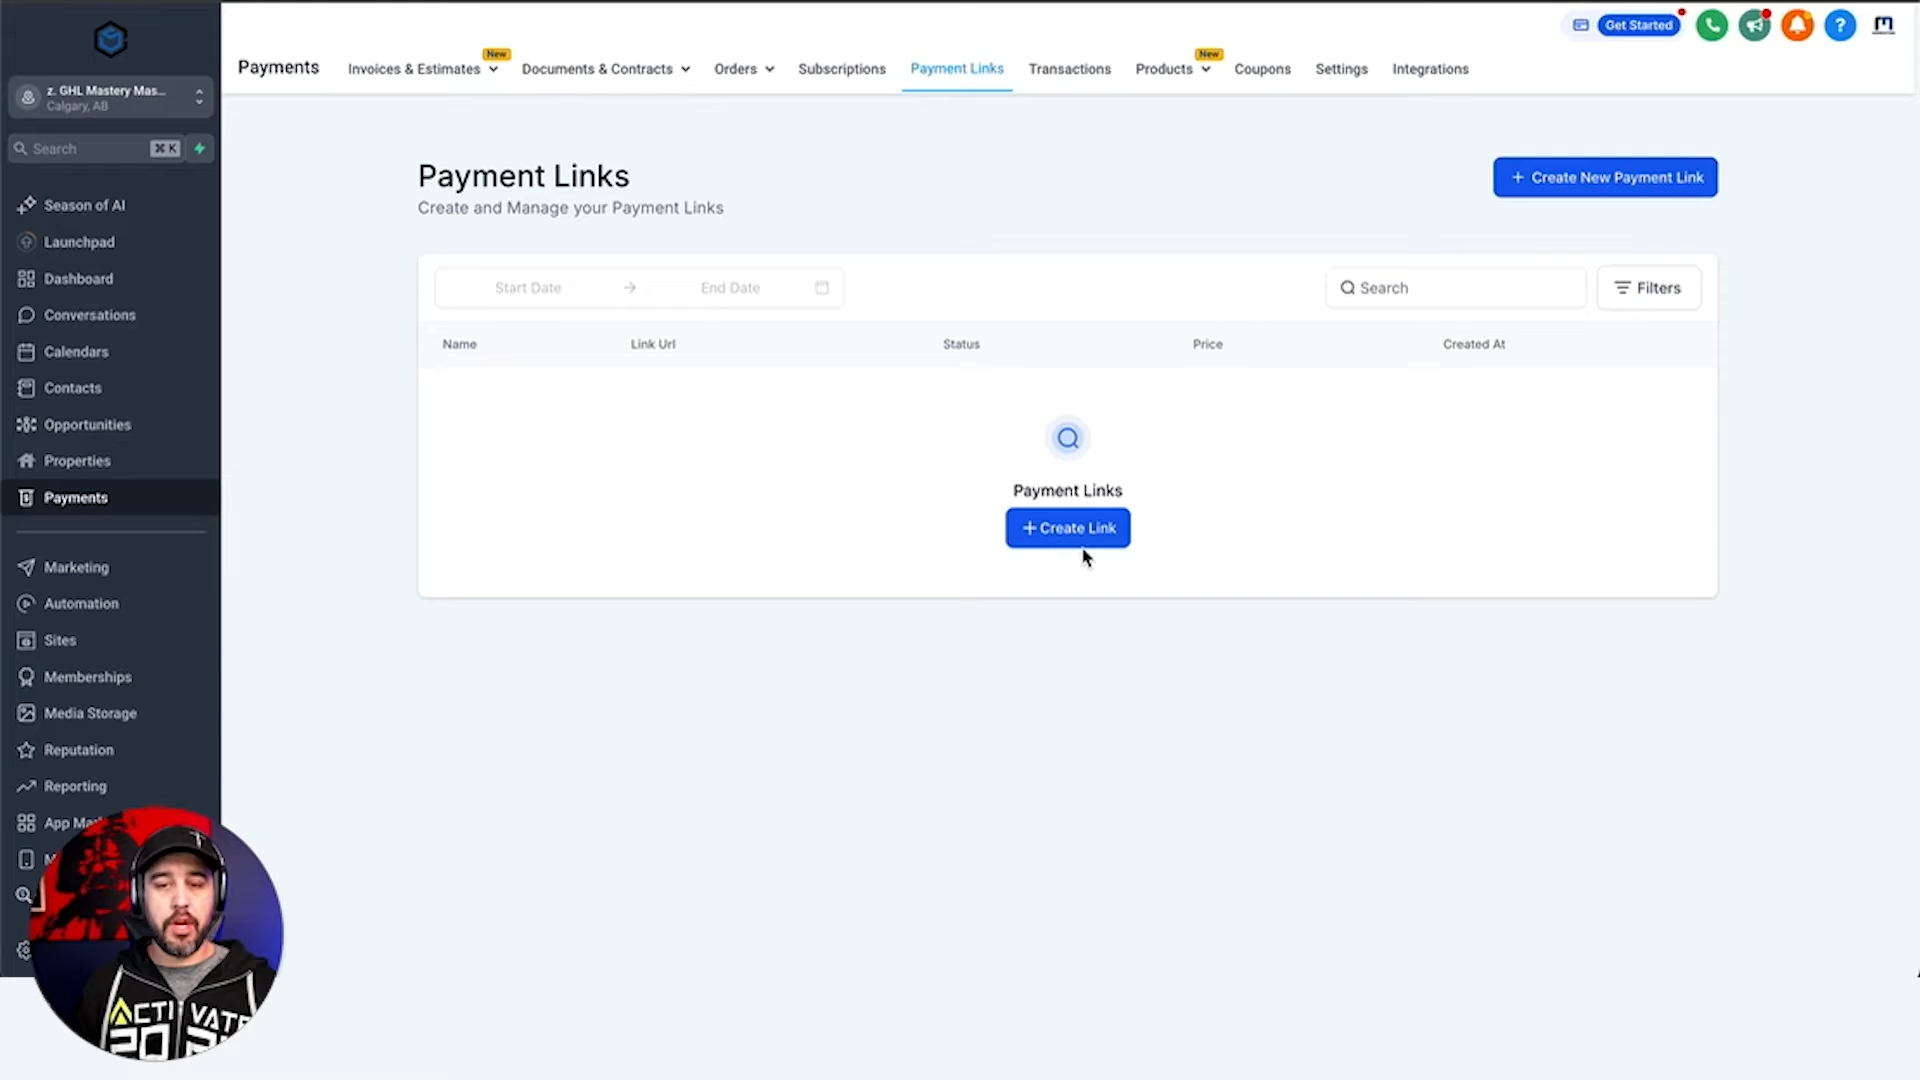 Get Started
Payments
Invoices & Estimates
New
Documents & Contracts
Orders
Subscriptions
Payment Links
Transactions
Products
New
Coupons
Settings
Integrations
z. GHL Mastery Mas...
Calgary, AB
Search
⌘ K
Season of AI
Launchpad
Dashboard
Conversations
Calendars
Contacts
Opportunities
Properties
Payments
Marketing
Automation
Sites
Memberships
Media Storage
Reputation
Reporting
App Ma
M
Payment Links
Create and Manage your Payment Links
+ Create New Payment Link
Start Date
End Date
Search
Filters
Name
Link Url
Status
Price
Created At
Payment Links
+ Create Link
ACTIVATE